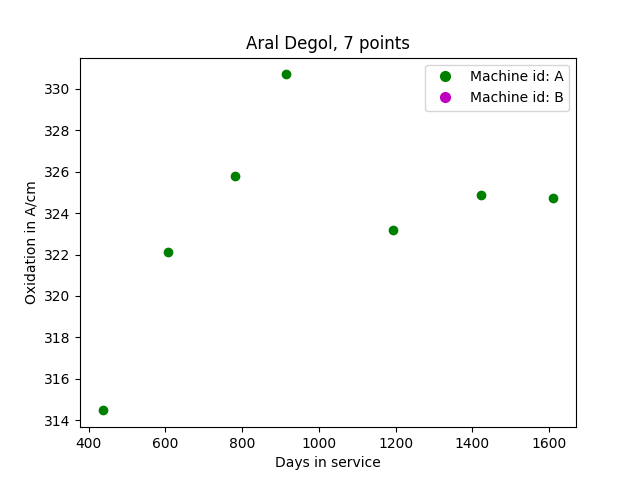 Aral Degol, 7 points
Machine id: A
Machine id: B
330
328
326
324
322
320
318
316
314
Oxidation in A/cm
400 600 800 1000 1200 1400 1600
Days in service